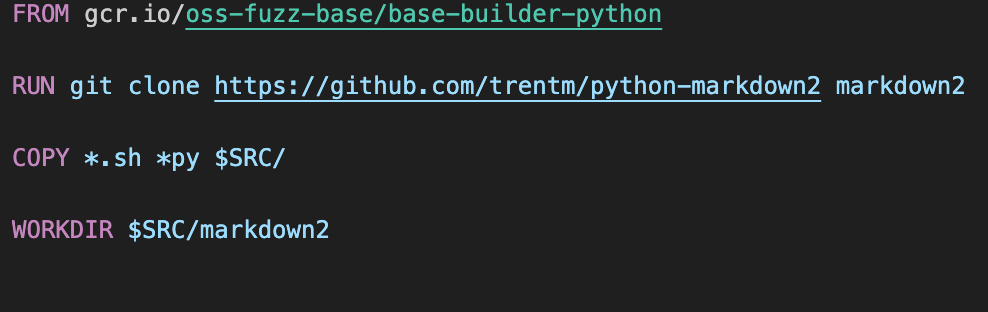 FROM gcr.io/oss-fuzz-base/base-builder-python
RUN git clone https://github.com/trentm/python-markdown2 markdown2
COPY *.sh *py $SRC/
WORKDIR $SRC/markdown2